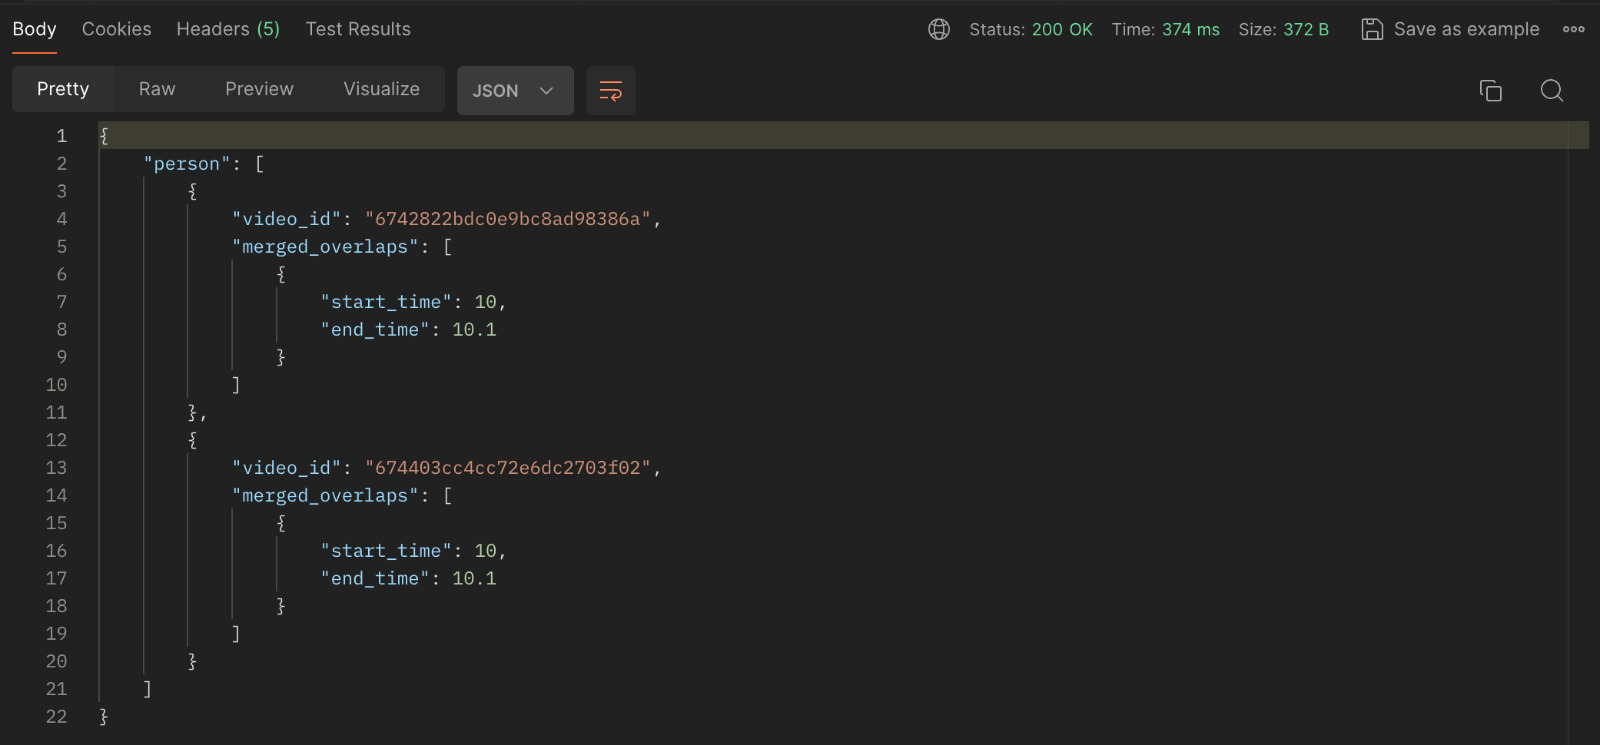 Body Cookies Headers (5) Test Results Status: 200 OK Time: 374 ms Size: 372 B Save as example
Pretty Raw Preview Visualize JSON
1 {
2     "person": [
3         {
4             "video_id": "6742822bdc0e9bc8ad98386a",
5             "merged_overlaps": [
6                 {
7                     "start_time": 10,
8                     "end_time": 10.1
9                 }
10             ]
11         },
12         {
13             "video_id": "674403cc4cc72e6dc2703f02",
14             "merged_overlaps": [
15                 {
16                     "start_time": 10,
17                     "end_time": 10.1
18                 }
19             ]
20         }
21     ]
22 }